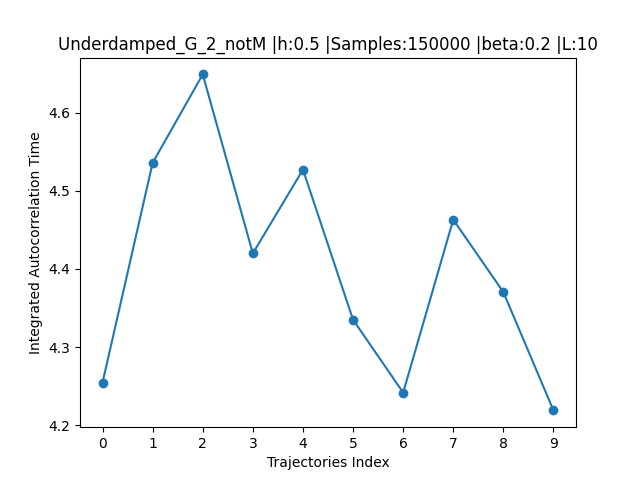 Underdamped_G_2_notM |h:0.5 |Samples:150000 |beta:0.2 |L:10
Integrated Autocorrelation Time
4.6
4.5
4.4
4.3
4.2
0 1 2 3 4 5 6 7 8 9
Trajectories Index